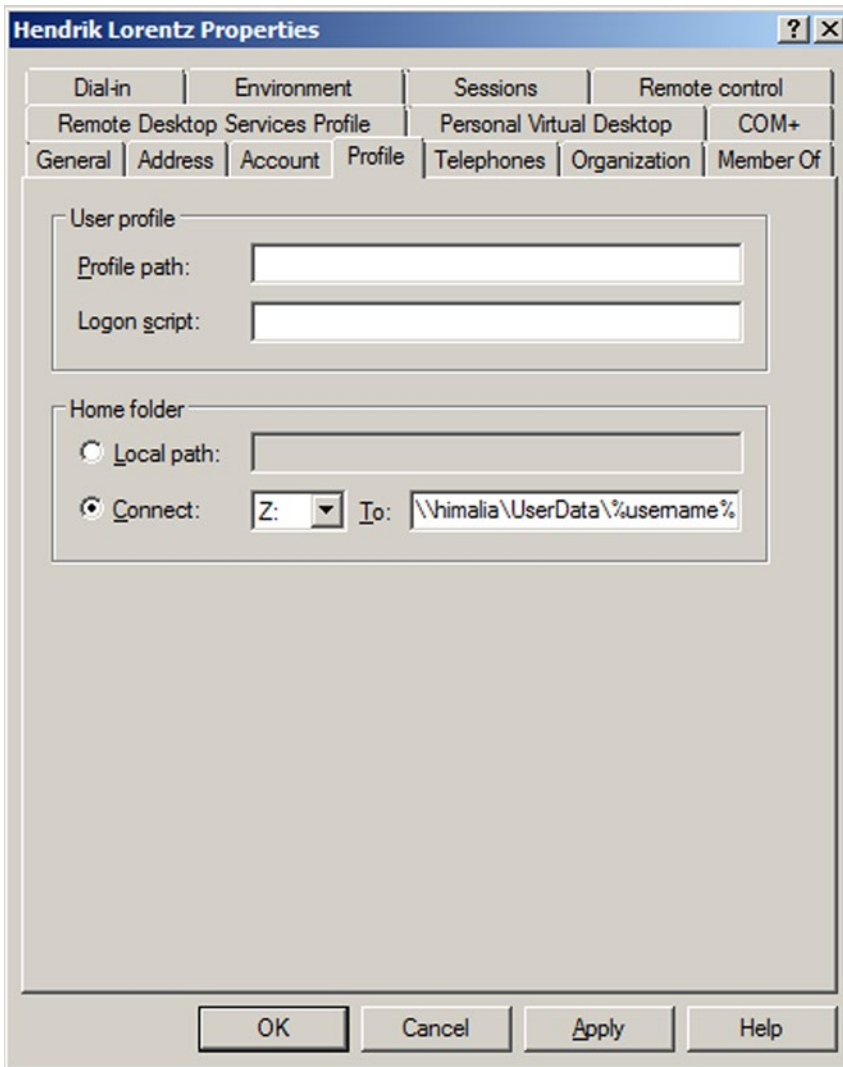 Hendrik Lorentz Properties
Dial-in Environment Sessions Remote control
Remote Desktop Services Profile Personal Virtual Desktop COM+
General Address Account Profile Telephones Organization Member Of
User profile
Profile path:
Logon script:
Home folder
Local path:
Connect: Z: To: \\himalia\UserData\%username%
OK Cancel Apply Help